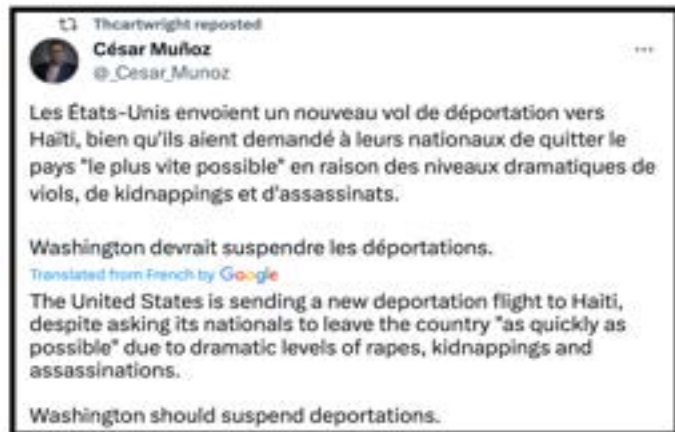 Thcartwright reposted
César Muñoz
@_Cesar_Munoz
Les États-Unis envoient un nouveau vol de déportation vers
Haïti, bien qu'ils aient demandé à leurs nationaux de quitter le
pays "le plus vite possible" en raison des niveaux dramatiques de
viols, de kidnappings et d'assassinats.
Washington devrait suspendre les déportations.
Translated from French by Google
The United States is sending a new deportation flight to Haiti,
despite asking its nationals to leave the country "as quickly as
possible" due to dramatic levels of rapes, kidnappings and
assassinations.
Washington should suspend deportations.